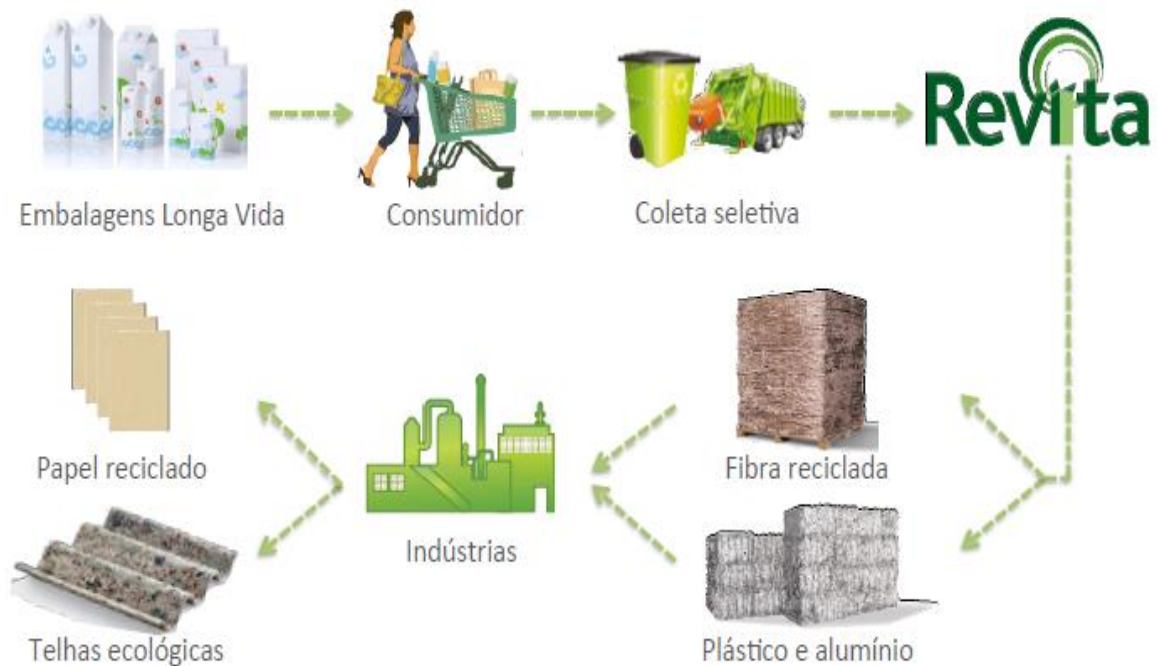 Revita
Embalagens Longa Vida
Consumidor
Coleta seletiva
Papel reciclado
Fibra reciclada
Indústrias
Telhas ecológicas
Plástico e alumínio